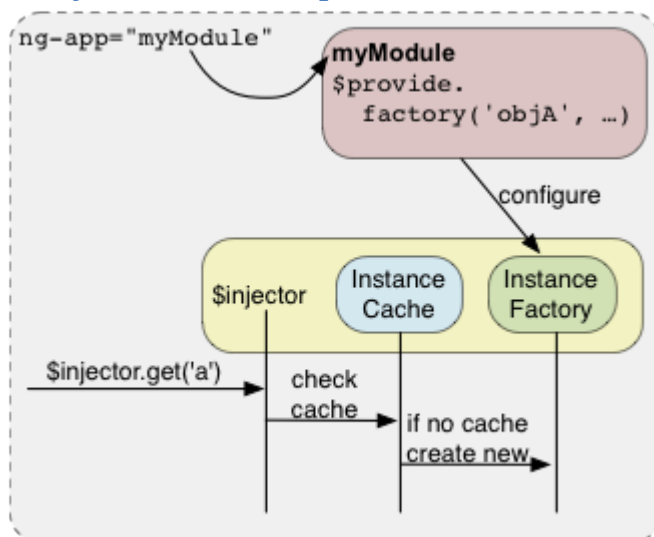 ng-app="myModule"
myModule
$provide.
factory('objA', …)
configure
$injector
Instance
Cache
Instance
Factory
$injector.get('a')
check
cache
if no cache
create new